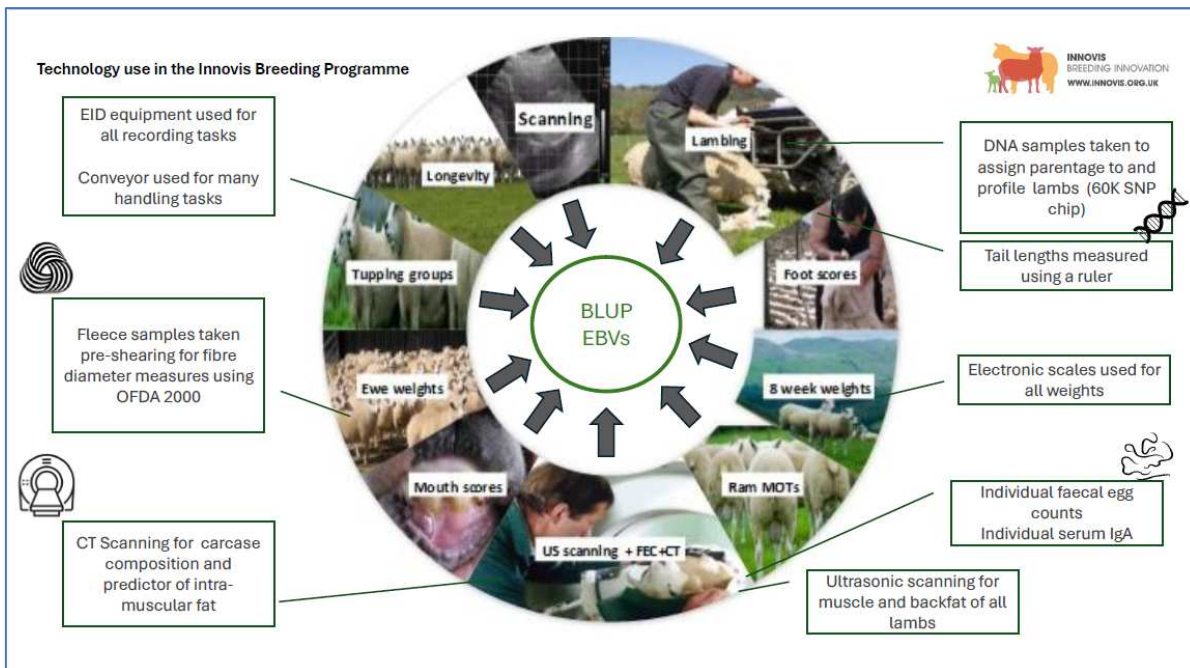 Technology use in the Innovis Breeding Programme
INNOVIS
BREEDING INNOVATION
WWW.INNOVIS.ORG.UK
EID equipment used for
all recording tasks
Conveyor used for many
handling tasks
Fleece samples taken
pre-shearing for fibre
diameter measures using
OFDA 2000
CT Scanning for carcase
composition and
predictor of intra-
muscular fat
Scanning
Lambing
Longevity
Foot scores
Tupping groups
BLUP
EBVs
Ewe weights
8 week weights
Mouth scores
Ram MOTs
US scanning + FEC+CT
DNA samples taken to
assign parentage to and
profile lambs (60K SNP
chip)
Tail lengths measured
using a ruler
Electronic scales used for
all weights
Individual faecal egg
counts
Individual serum IgA
Ultrasonic scanning for
muscle and backfat of all
lambs